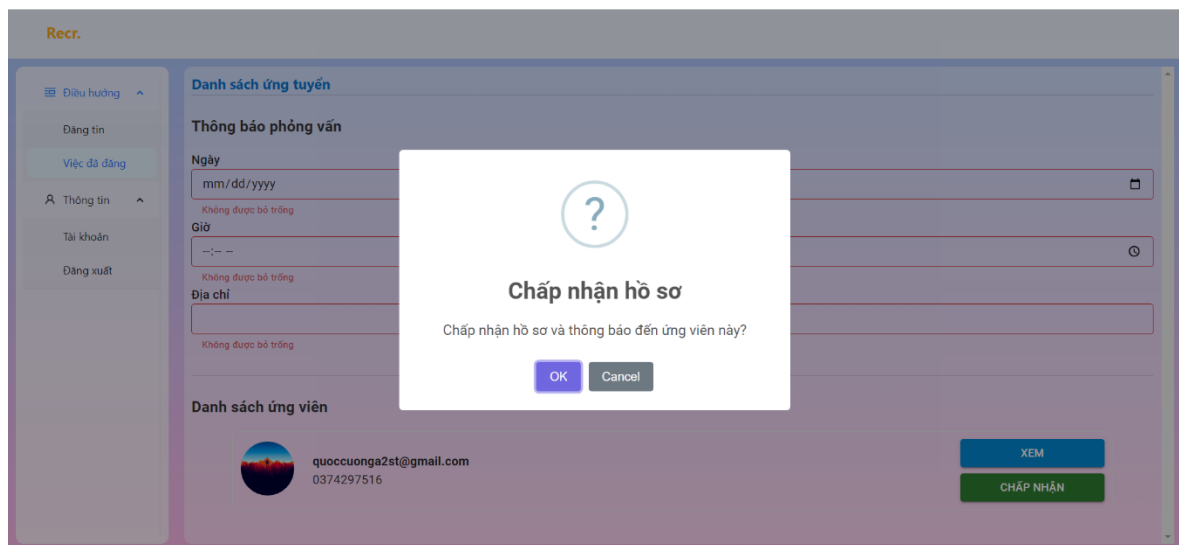 Recr.
Điều hướng
Đăng tin
Việc đã đăng
Thông tin
Tài khoản
Đăng xuất
Danh sách ứng tuyển
Thông báo phỏng vấn
Ngày
mm/dd/yyyy
Không được bỏ trống
Giờ
--:-- --
Không được bỏ trống
Địa chỉ
Không được bỏ trống
?
Chấp nhận hồ sơ
Chấp nhận hồ sơ và thông báo đến ứng viên này?
OK Cancel
Danh sách ứng viên
quoccuonga2st@gmail.com
0374297516
XEM
CHẤP NHẬN